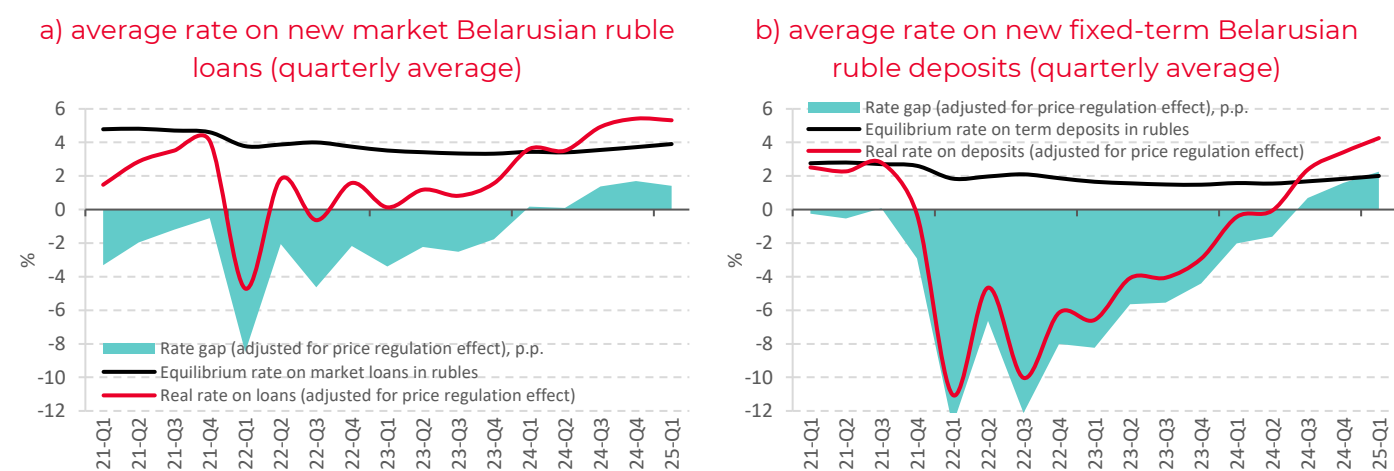 a) average rate on new market Belarusian ruble
loans (quarterly average)
6
4
2
0
-2
-4
-6
-8
-10
-12
%
Rate gap (adjusted for price regulation effect), p.p.
Equilibrium rate on market loans in rubles
Real rate on loans (adjusted for price regulation effect)
21-Q1
21-Q2
21-Q3
21-Q4
22-Q1
22-Q2
22-Q3
22-Q4
23-Q1
23-Q2
23-Q3
23-Q4
24-Q1
24-Q2
24-Q3
24-Q4
25-Q1
b) average rate on new fixed-term Belarusian
ruble deposits (quarterly average)
6
4
2
0
-2
-4
-6
-8
-10
-12
%
Rate gap (adjusted for price regulation effect), p.p.
Equilibrium rate on term deposits in rubles
Real rate on deposits (adjusted for price regulation effect)
21-Q1
21-Q2
21-Q3
21-Q4
22-Q1
22-Q2
22-Q3
22-Q4
23-Q1
23-Q2
23-Q3
23-Q4
24-Q1
24-Q2
24-Q3
24-Q4
25-Q1